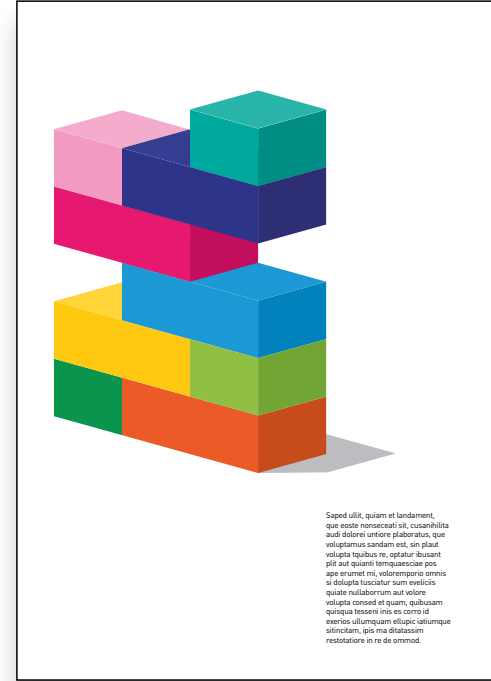 Saped ullit, quiam et landament,
que eoste nonseceati sit, cusanihilita
audi dolorei untiore plaboratus, que
voluptamus sandam est, sin plaut
volupta tquibus re, optatur ibusant
plit aut quianti temquaesciae pos
ape erumet mi, voloremporio omnis
si dolupta tusciatur sum eveliciis
quiate nullaborrum aut volore
volupta consed et quam, quibusam
quisqua tesseni inis es corro id
exerios ullumquam ellupic iatiumque
sitincitam, ipis ma ditatassim
restotatiore in re de ommod.